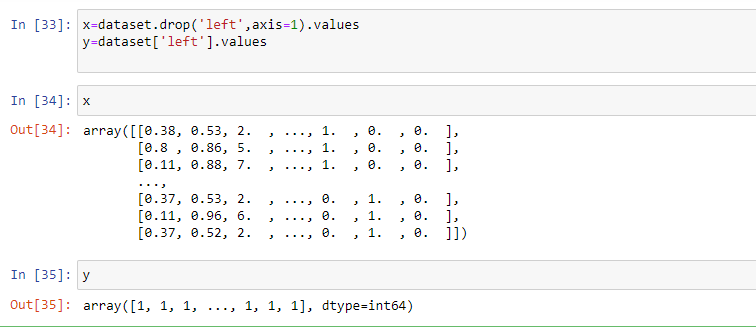 In [33]: x=dataset.drop('left',axis=1).values
y=dataset['left'].values
In [34]: x
Out[34]: array([[0.38, 0.53, 2.  , ..., 1.  , 0.  , 0.  ],
[0.8 , 0.86, 5.  , ..., 1.  , 0.  , 0.  ],
[0.11, 0.88, 7.  , ..., 1.  , 0.  , 0.  ],
...,
[0.37, 0.53, 2.  , ..., 0.  , 1.  , 0.  ],
[0.11, 0.96, 6.  , ..., 0.  , 1.  , 0.  ],
[0.37, 0.52, 2.  , ..., 0.  , 1.  , 0.  ]])
In [35]: y
Out[35]: array([1, 1, 1, ..., 1, 1, 1], dtype=int64)